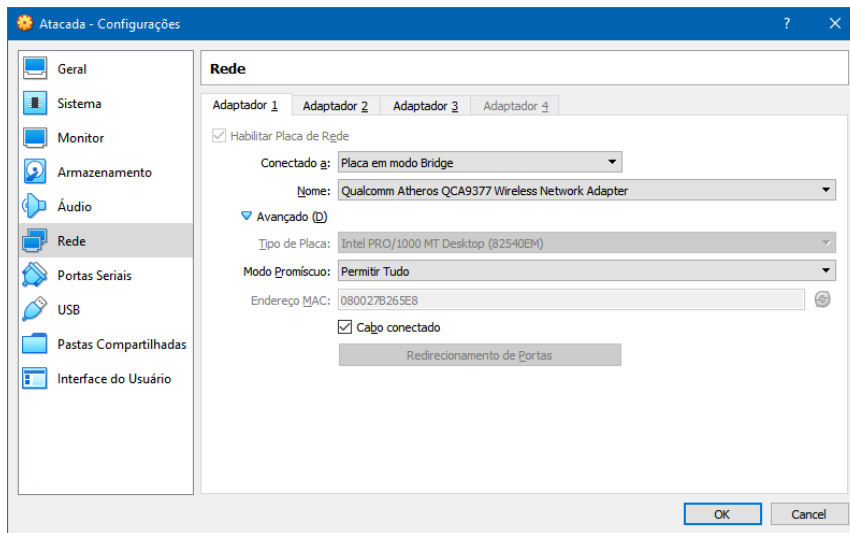 Atacada - Configurações ? ×
Geral
Sistema
Monitor
Armazenamento
Áudio
Rede
Portas Seriais
USB
Pastas Compartilhadas
Interface do Usuário
Rede
Adaptador 1 Adaptador 2 Adaptador 3 Adaptador 4
Habilitar Placa de Rede
Conectado a: Placa em modo Bridge
Nome: Qualcomm Atheros QCA9377 Wireless Network Adapter
Avançado (D)
Tipo de Placa: Intel PRO/1000 MT Desktop (82540EM)
Modo Promíscuo: Permitir Tudo
Endereço MAC: 080027B265E8
Cabo conectado
Redirecionamento de Portas
OK Cancel